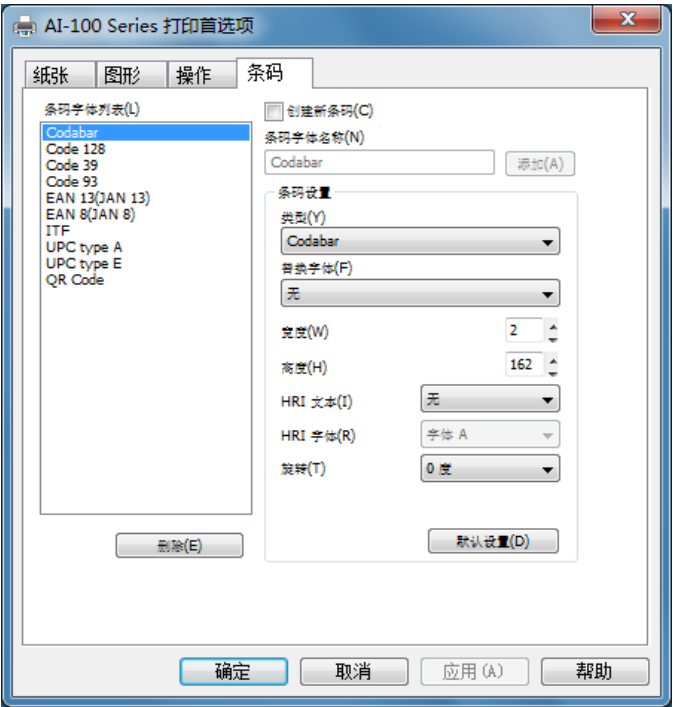 AI-100 Series 打印首选项
纸张 图形 操作 条码
条码字体列表(L)
Codabar
Code 128
Code 39
Code 93
EAN 13(JAN 13)
EAN 8(JAN 8)
ITF
UPC type A
UPC type E
QR Code
删除(E)
创建新条码(C)
条码字体名称(N)
Codabar 添加(A)
条码设置
类型(Y)
Codabar
替换字体(F)
无
宽度(W) 2
高度(H) 162
HRI 文本(I) 无
HRI 字体(R) 字体 A
旋转(T) 0 度
默认设置(D)
确定 取消 应用(A) 帮助